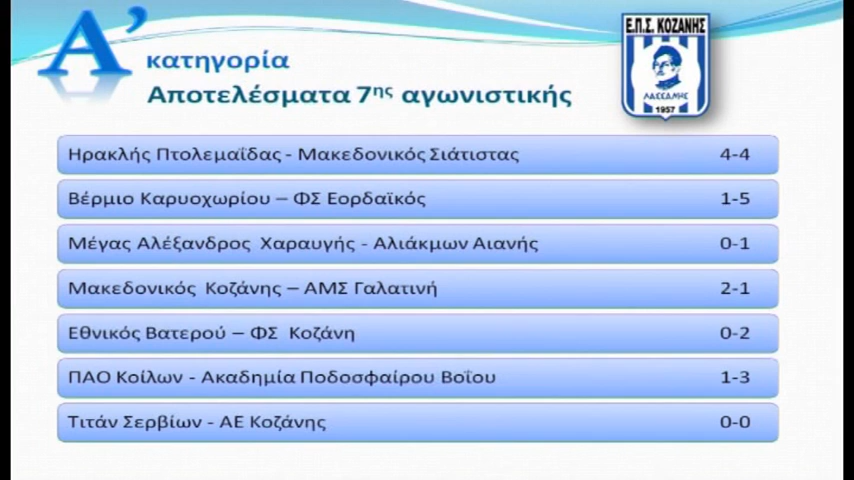 Α’ κατηγορία
Αποτελέσματα 7ης αγωνιστικής
Ε.Π.Σ. ΚΟΖΑΝΗΣ
ΛΑΣΣΑΝΗΣ
1957
Ηρακλής Πτολεμαΐδας - Μακεδονικός Σιάτιστας 4-4
Βέρμιο Καρυοχωρίου – ΦΣ Εορδαϊκός 1-5
Μέγας Αλέξανδρος Χαραυγής - Αλιάκμων Αιανής 0-1
Μακεδονικός Κοζάνης – ΑΜΣ Γαλατινή 2-1
Εθνικός Βατερού – ΦΣ Κοζάνη 0-2
ΠΑΟ Κοίλων - Ακαδημία Ποδοσφαίρου Βοΐου 1-3
Τιτάν Σερβίων - ΑΕ Κοζάνης 0-0